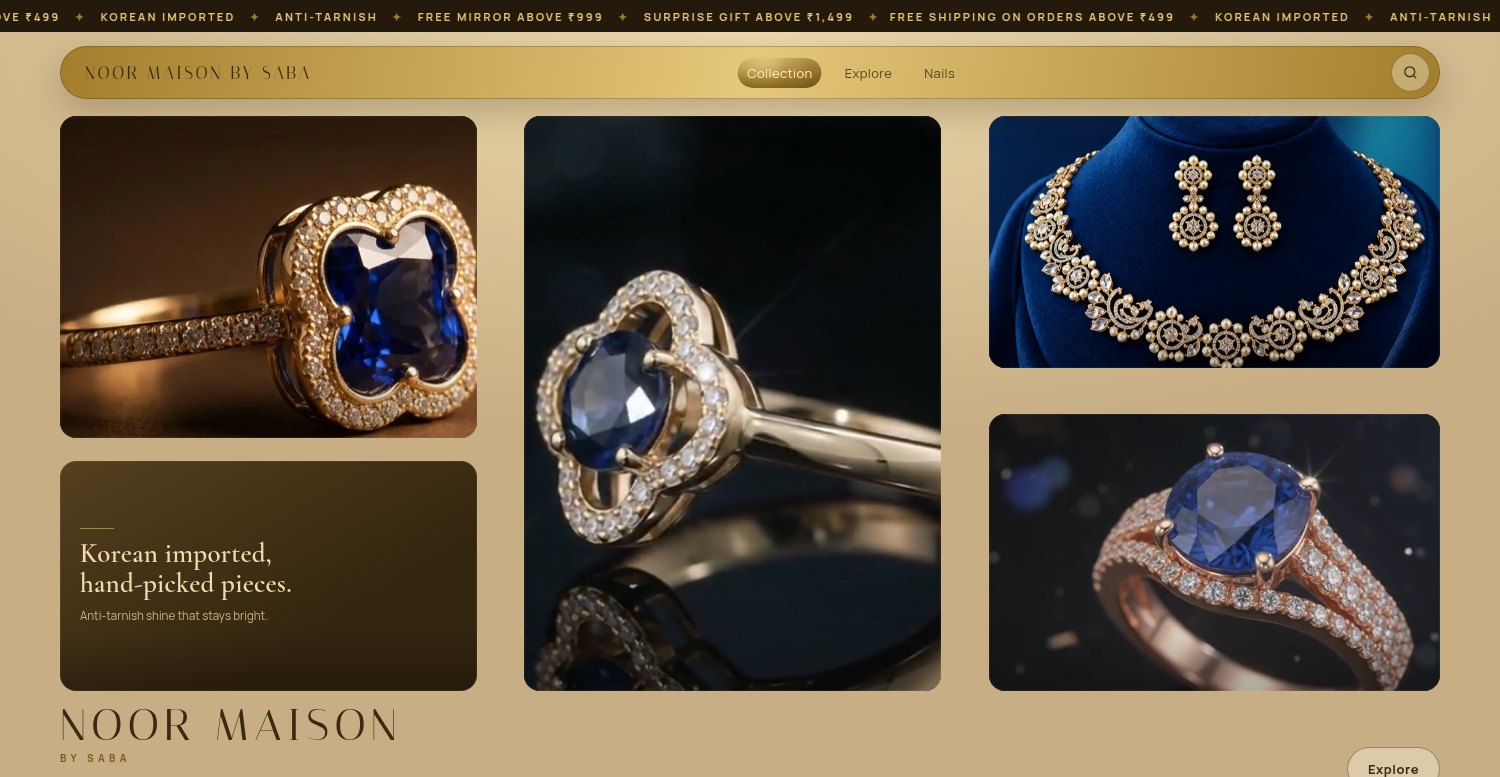 ₹499 ✦ KOREAN IMPORTED ✦ ANTI-TARNISH ✦ FREE MIRROR ABOVE ₹999 ✦ SURPRISE GIFT ABOVE ₹1,499 ✦ FREE SHIPPING ON ORDERS ABOVE ₹499 ✦ KOREAN IMPORTED ✦ ANTI-TARNISH
NOOR MAISON BY SABA Collection Explore Nails
Korean imported,
hand-picked pieces.
Anti-tarnish shine that stays bright.
NOOR MAISON
BY SABA
Explore